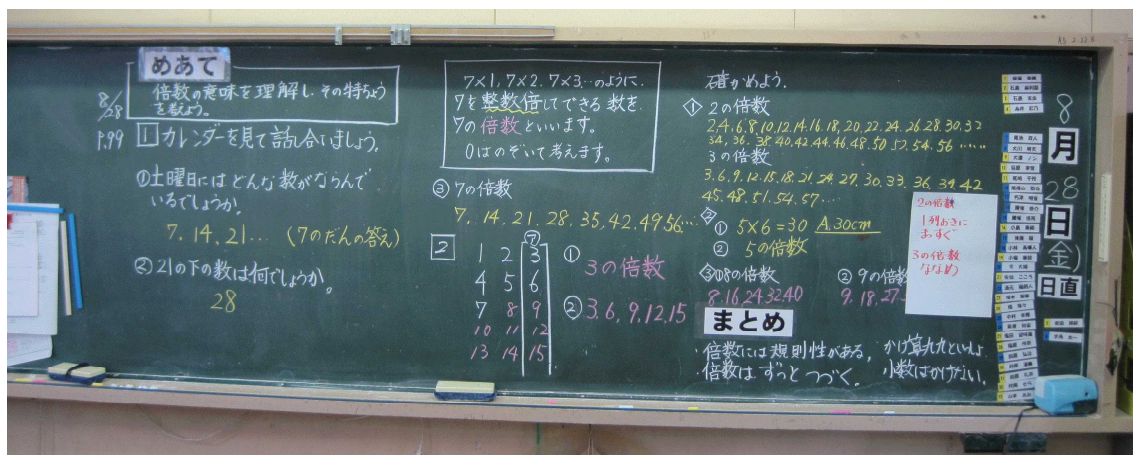 めあて
倍数の意味を理解し、その特ちょう
を考えよう。
8/28
P.99
1 カレンダーを見て話し合いましょう。
①土曜日にはどんな数がならんで
いるでしょうか。
7. 14. 21… (7のだんの答え)
②21の下の数は何でしょうか。
28
7×1, 7×2. 7×3…のように、
7を整数倍してできる数を、
7の倍数といいます。
0はのぞいて考えます。
③ 7の倍数
7. 14. 21. 28. 35. 42. 49. 56…
2
⑦
1 2 3
4 5 6
7 8 9
10 11 12
13 14 15
① 3の倍数
② 3. 6. 9. 12. 15
確かめよう。
① 2の倍数
2.4.6.8.10.12.14.16.18.20.22.24.26.28.30.32
34.36.38.40.42.44.46.48.50.52.54.56……
3の倍数
3.6.9.12.15.18.21.24.27.30.33.36.39.42
45.48.51.54.57…
②
① 5×6=30 A.30cm
② 5の倍数
③① 8の倍数
8.16.24.32.40
② 9の倍数
9.18.27.
2の倍数
1列おきに
まっすぐ
3の倍数
ななめ
まとめ
・倍数には規則性がある。かけ算九九といっしょ
・倍数は、ずっとつづく。小数はかけない。
8
月
28
日
(金)
日直